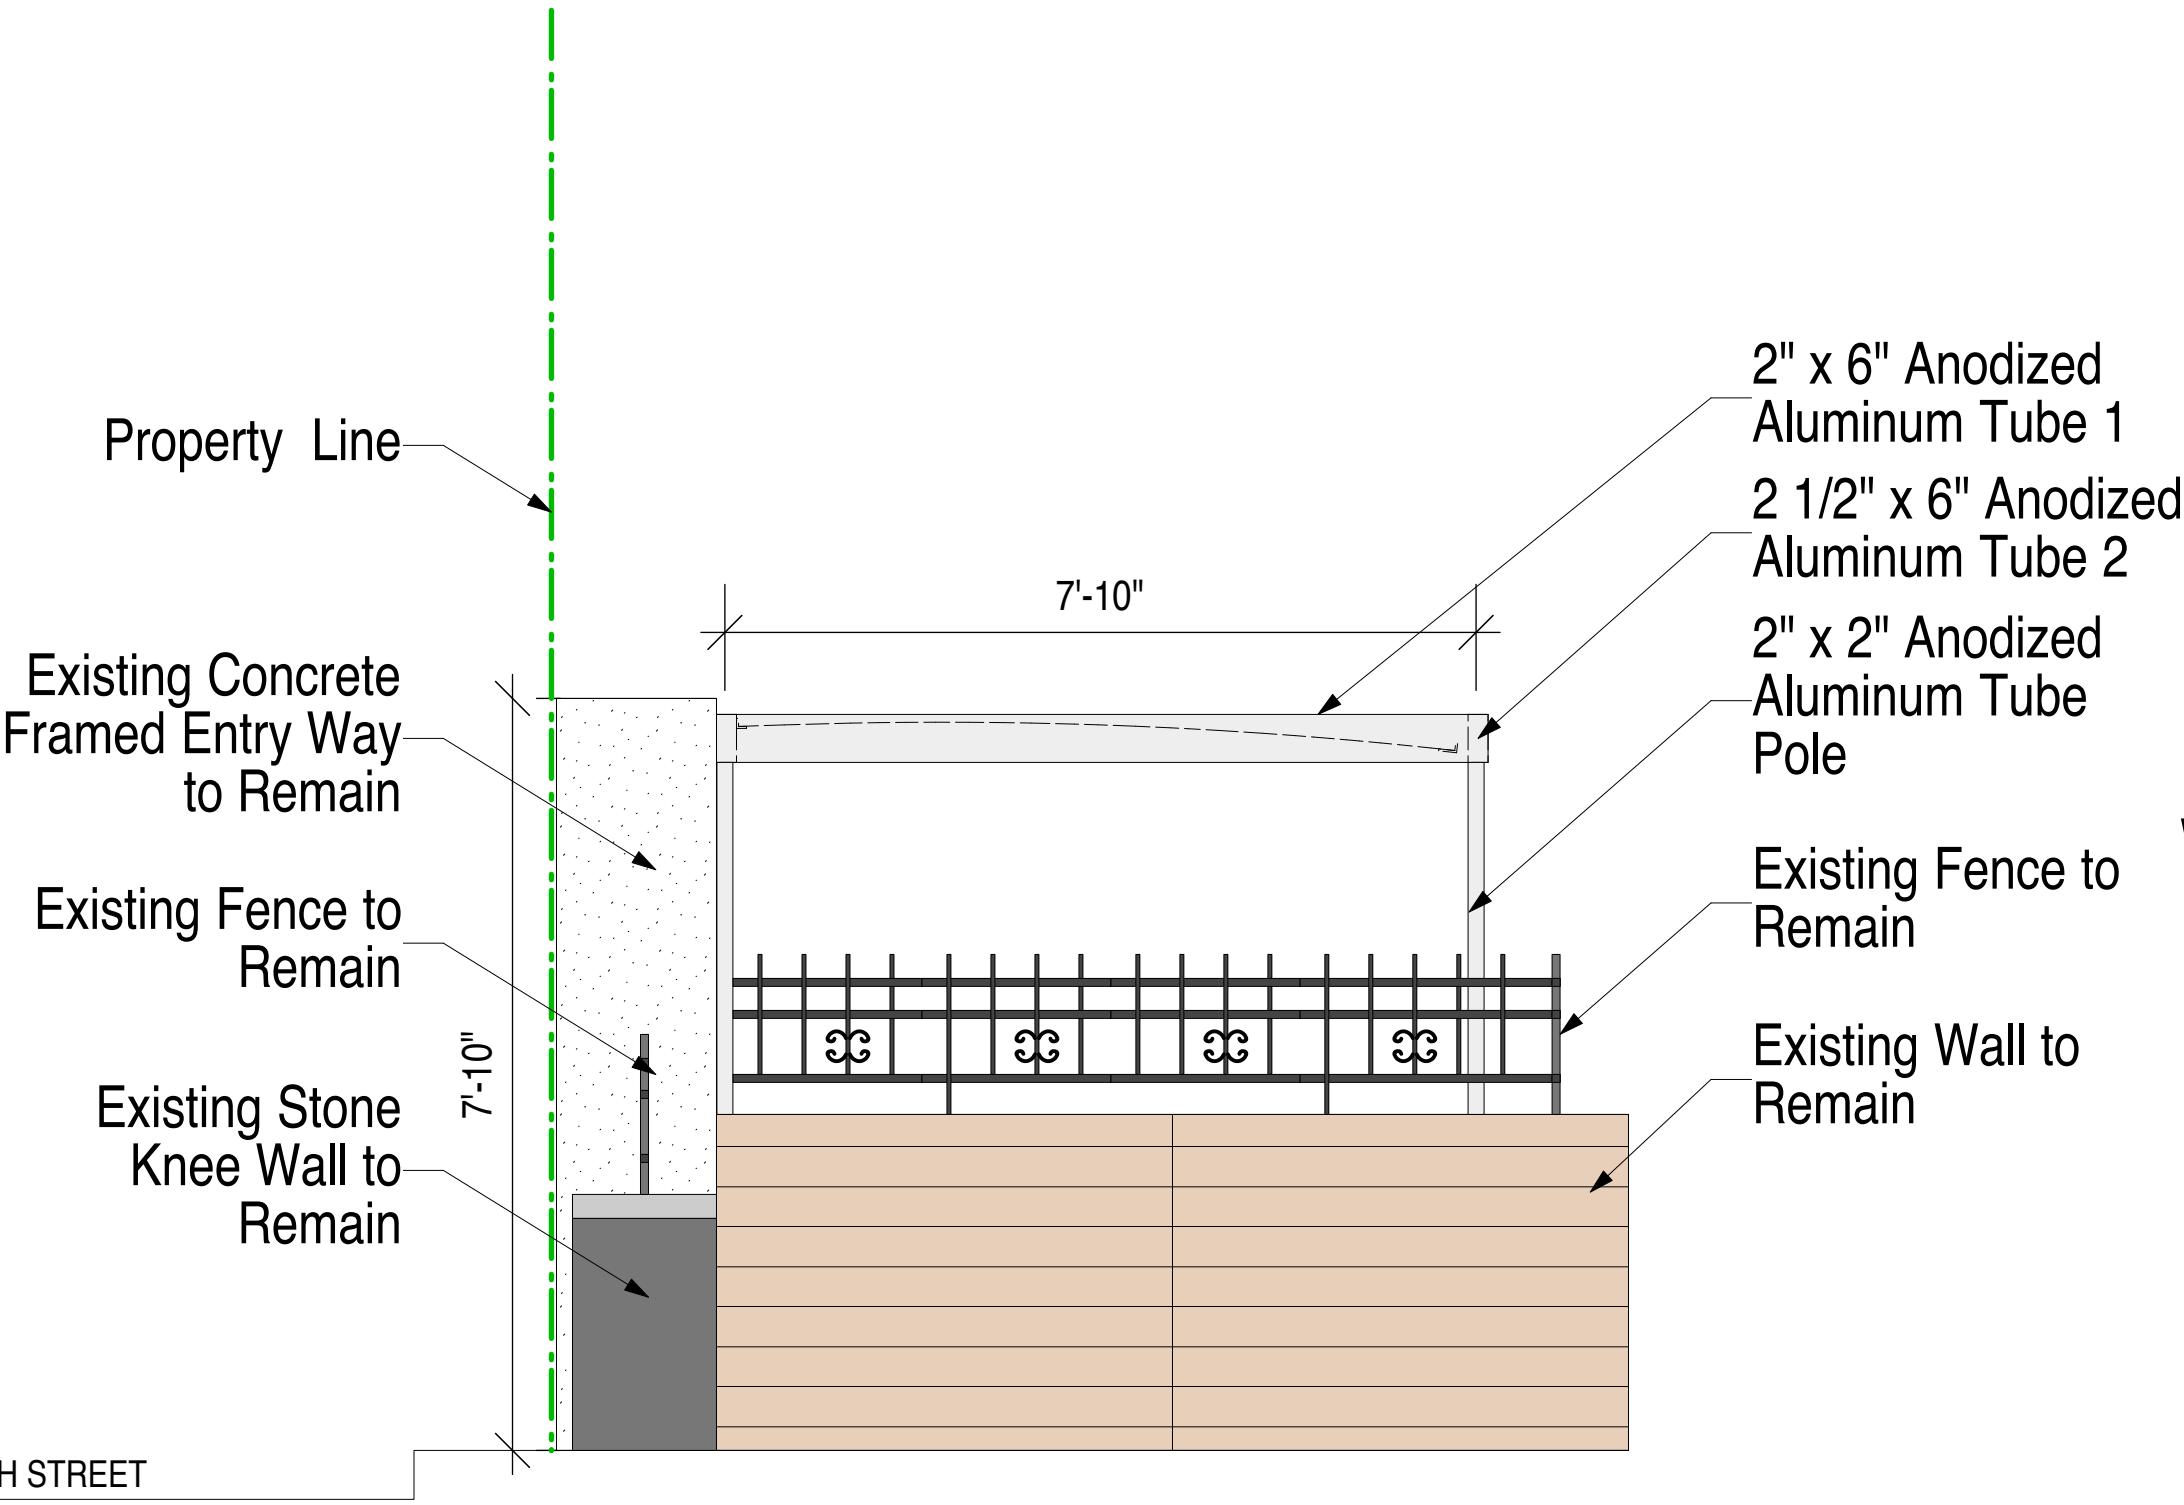 Property  Line
Existing Concrete
Framed Entry Way
to Remain
Existing Fence to
Remain
Existing Stone
Knee Wall to
Remain
7'-10"
7'-10"
2" x 6" Anodized
Aluminum Tube 1
2 1/2" x 6" Anodized
Aluminum Tube 2
2" x 2" Anodized
Aluminum Tube
Pole
Existing Fence to
Remain
Existing Wall to
Remain
H STREET